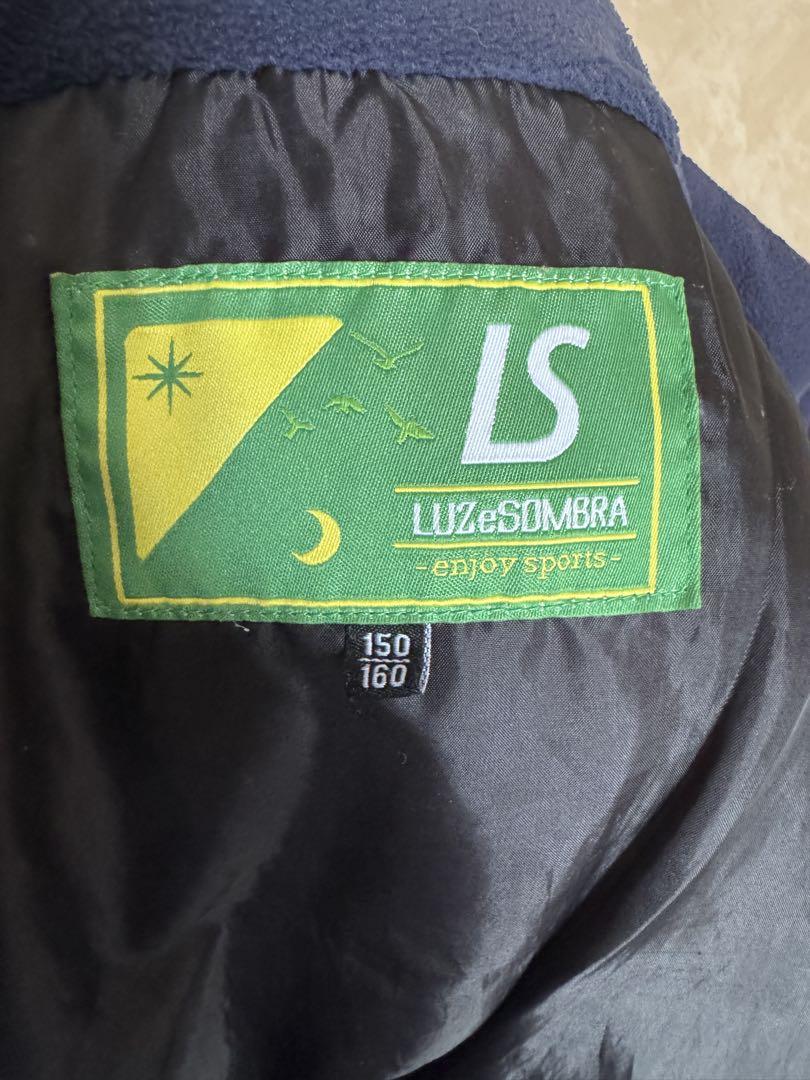 LS
LUZeSOMBRA
-enjoy sports-
150
160